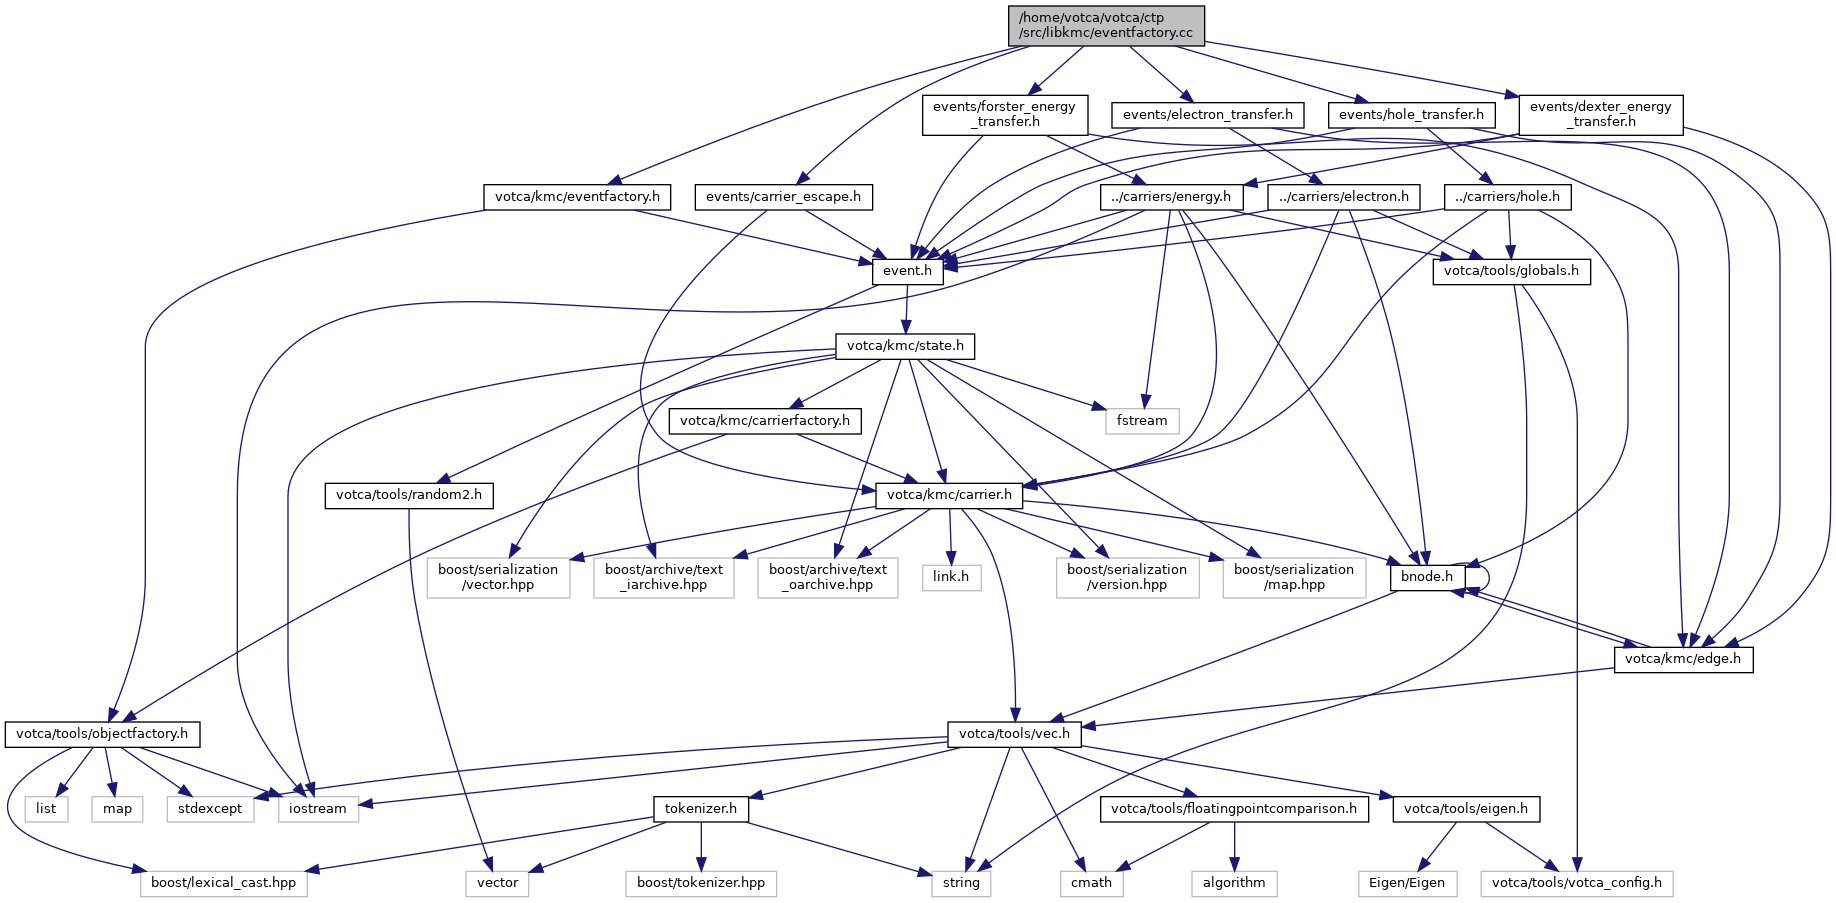 /home/votca/votca/ctp
/src/libkmc/eventfactory.cc
events/forster_energy
_transfer.h
events/electron_transfer.h
events/hole_transfer.h
events/dexter_energy
_transfer.h
votca/kmc/eventfactory.h
events/carrier_escape.h
../carriers/energy.h
../carriers/electron.h
../carriers/hole.h
event.h
votca/tools/globals.h
votca/kmc/state.h
votca/kmc/carrierfactory.h
fstream
votca/tools/random2.h
votca/kmc/carrier.h
boost/serialization
/vector.hpp
boost/archive/text
_iarchive.hpp
boost/archive/text
_oarchive.hpp
link.h
boost/serialization
/version.hpp
boost/serialization
/map.hpp
bnode.h
votca/kmc/edge.h
votca/tools/objectfactory.h
votca/tools/vec.h
list
map
stdexcept
iostream
tokenizer.h
votca/tools/floatingpointcomparison.h
votca/tools/eigen.h
boost/lexical_cast.hpp
vector
boost/tokenizer.hpp
string
cmath
algorithm
Eigen/Eigen
votca/tools/votca_config.h